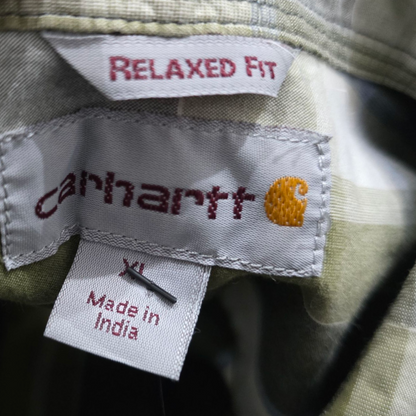 RELAXED FIT
carhartt
XL
Made in
India